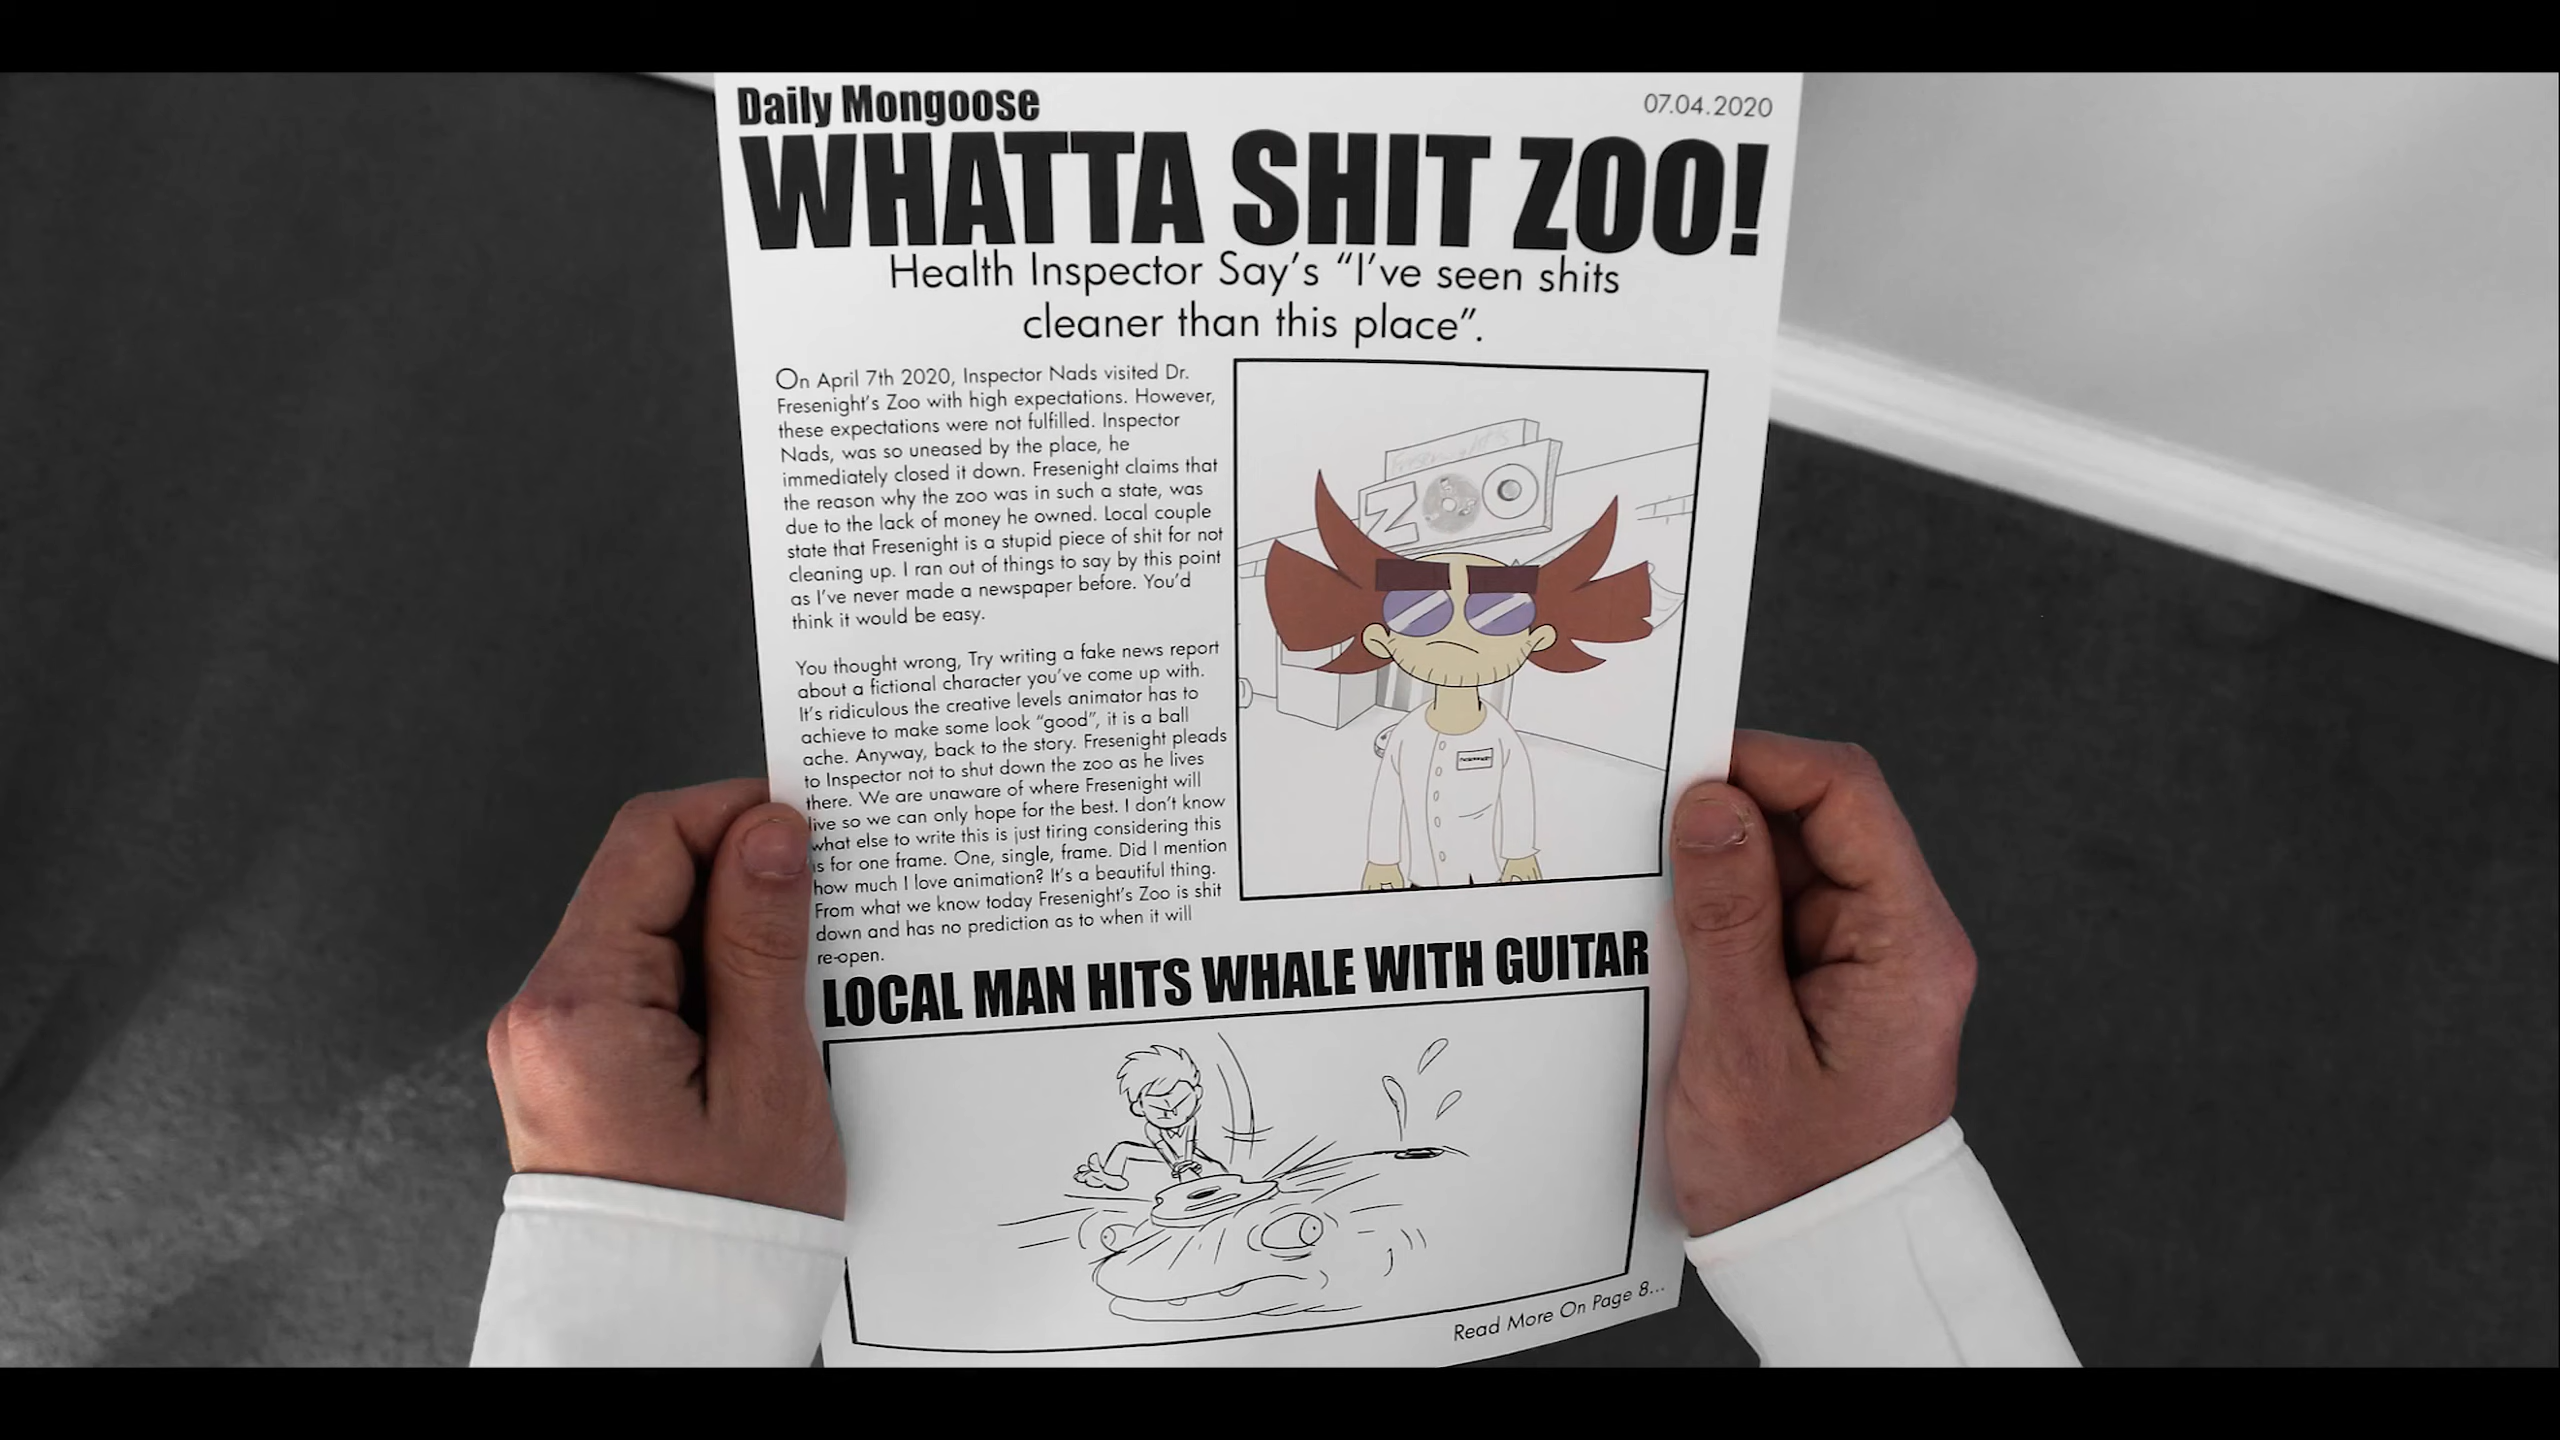 Daily Mongoose
07.04.2020
WHATTA SHIT ZOO!
Health Inspector Say's "I've seen shits
cleaner than this place".
On April 7th 2020, Inspector Nads visited Dr.
Fresenight's Zoo with high expectations. However,
these expectations were not fulfilled. Inspector
Nads, was so uneased by the place, he
immediately closed it down. Fresenight claims that
the reason why the zoo was in such a state, was
due to the lack of money he owned. Local couple
state that Fresenight is a stupid piece of shit for not
cleaning up. I ran out of things to say by this point
as I've never made a newspaper before. You'd
think it would be easy.
You thought wrong, Try writing a fake news report
about a fictional character you've come up with.
It's ridiculous the creative levels animator has to
achieve to make some look "good", it is a ball
ache. Anyway, back to the story. Fresenight pleads
to Inspector not to shut down the zoo as he lives
there. We are unaware of where Fresenight will
live so we can only hope for the best. I don't know
what else to write this is just tiring considering this
is for one frame. One, single, frame. Did I mention
how much I love animation? It's a beautiful thing.
From what we know today Fresenight's Zoo is shit
down and has no prediction as to when it will
re-open.
ZOO
LOCAL MAN HITS WHALE WITH GUITAR
Read More On Page 8...